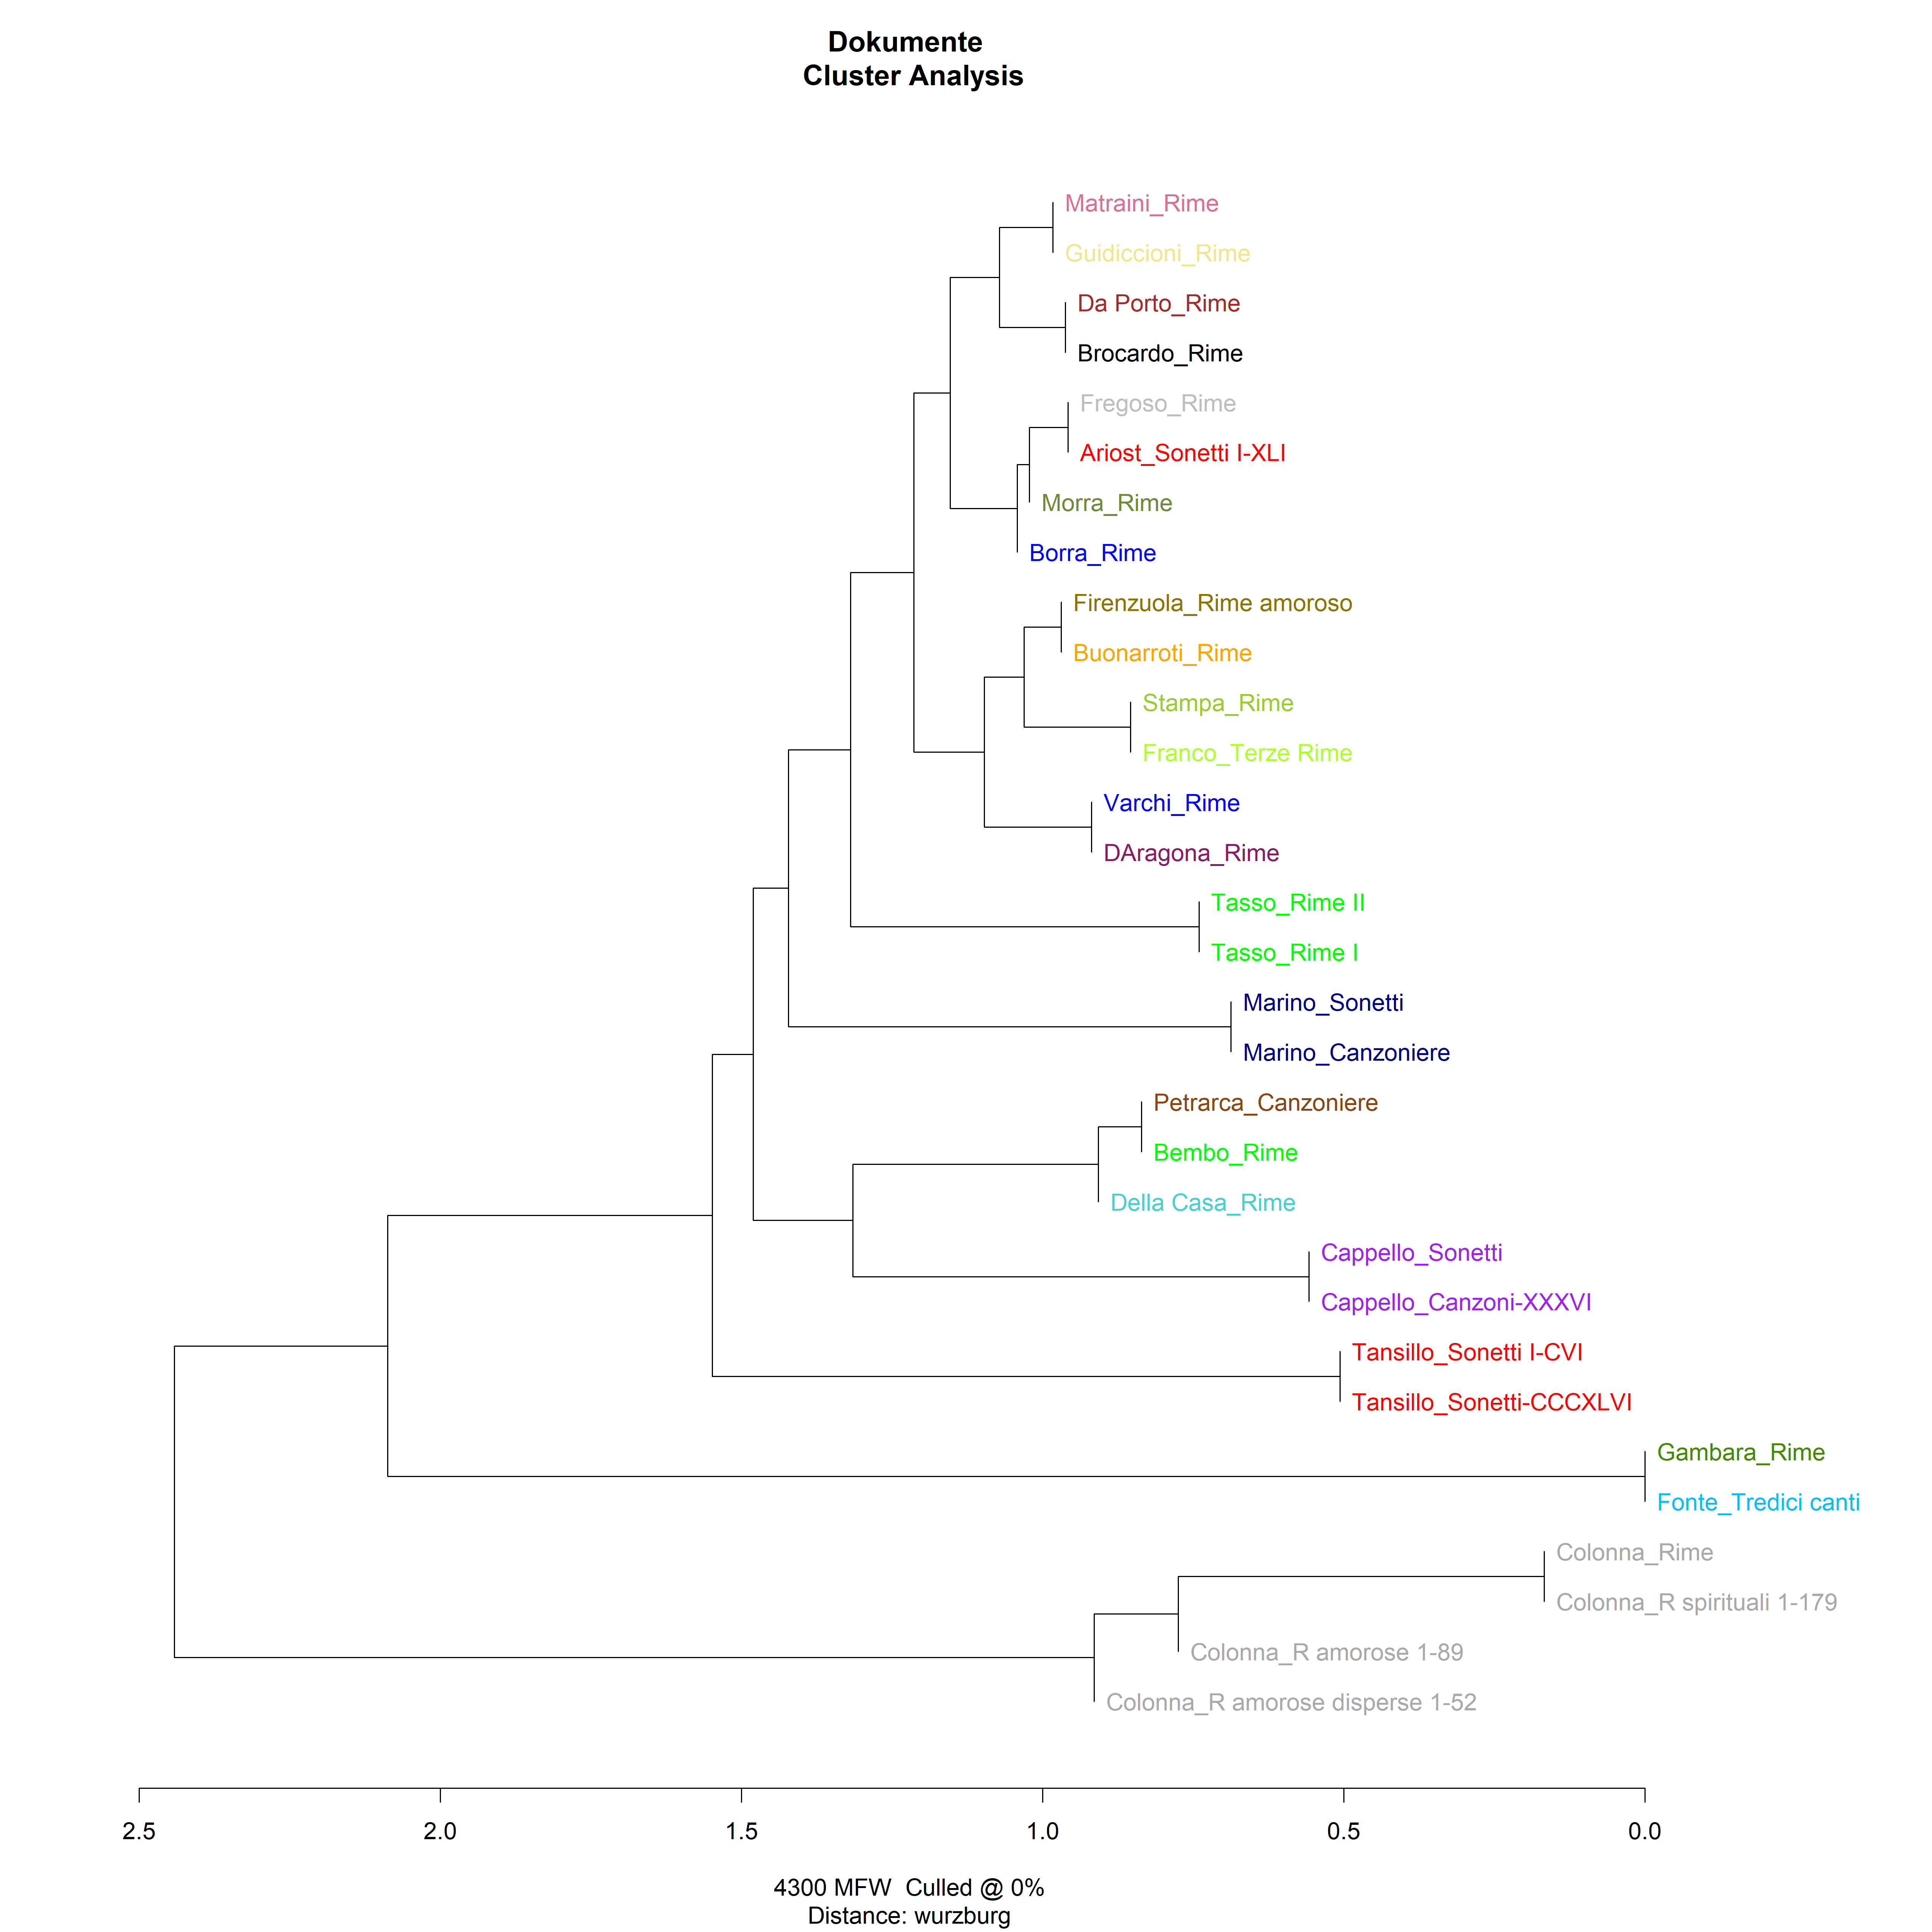 Dokumente
Cluster Analysis
Matraini_Rime
Guidiccioni_Rime
Da Porto_Rime
Brocardo_Rime
Fregoso_Rime
Ariost_Sonetti I-XLI
Morra_Rime
Borra_Rime
Firenzuola_Rime amoroso
Buonarroti_Rime
Stampa_Rime
Franco_Terze Rime
Varchi_Rime
DAragona_Rime
Tasso_Rime II
Tasso_Rime I
Marino_Sonetti
Marino_Canzoniere
Petrarca_Canzoniere
Bembo_Rime
Della Casa_Rime
Cappello_Sonetti
Cappello_Canzoni-XXXVI
Tansillo_Sonetti I-CVI
Tansillo_Sonetti-CCCXLVI
Gambara_Rime
Fonte_Tredici canti
Colonna_Rime
Colonna_R spirituali 1-179
Colonna_R amorose 1-89
Colonna_R amorose disperse 1-52
2.5 2.0 1.5 1.0 0.5 0.0
4300 MFW  Culled @ 0%
Distance: wurzburg